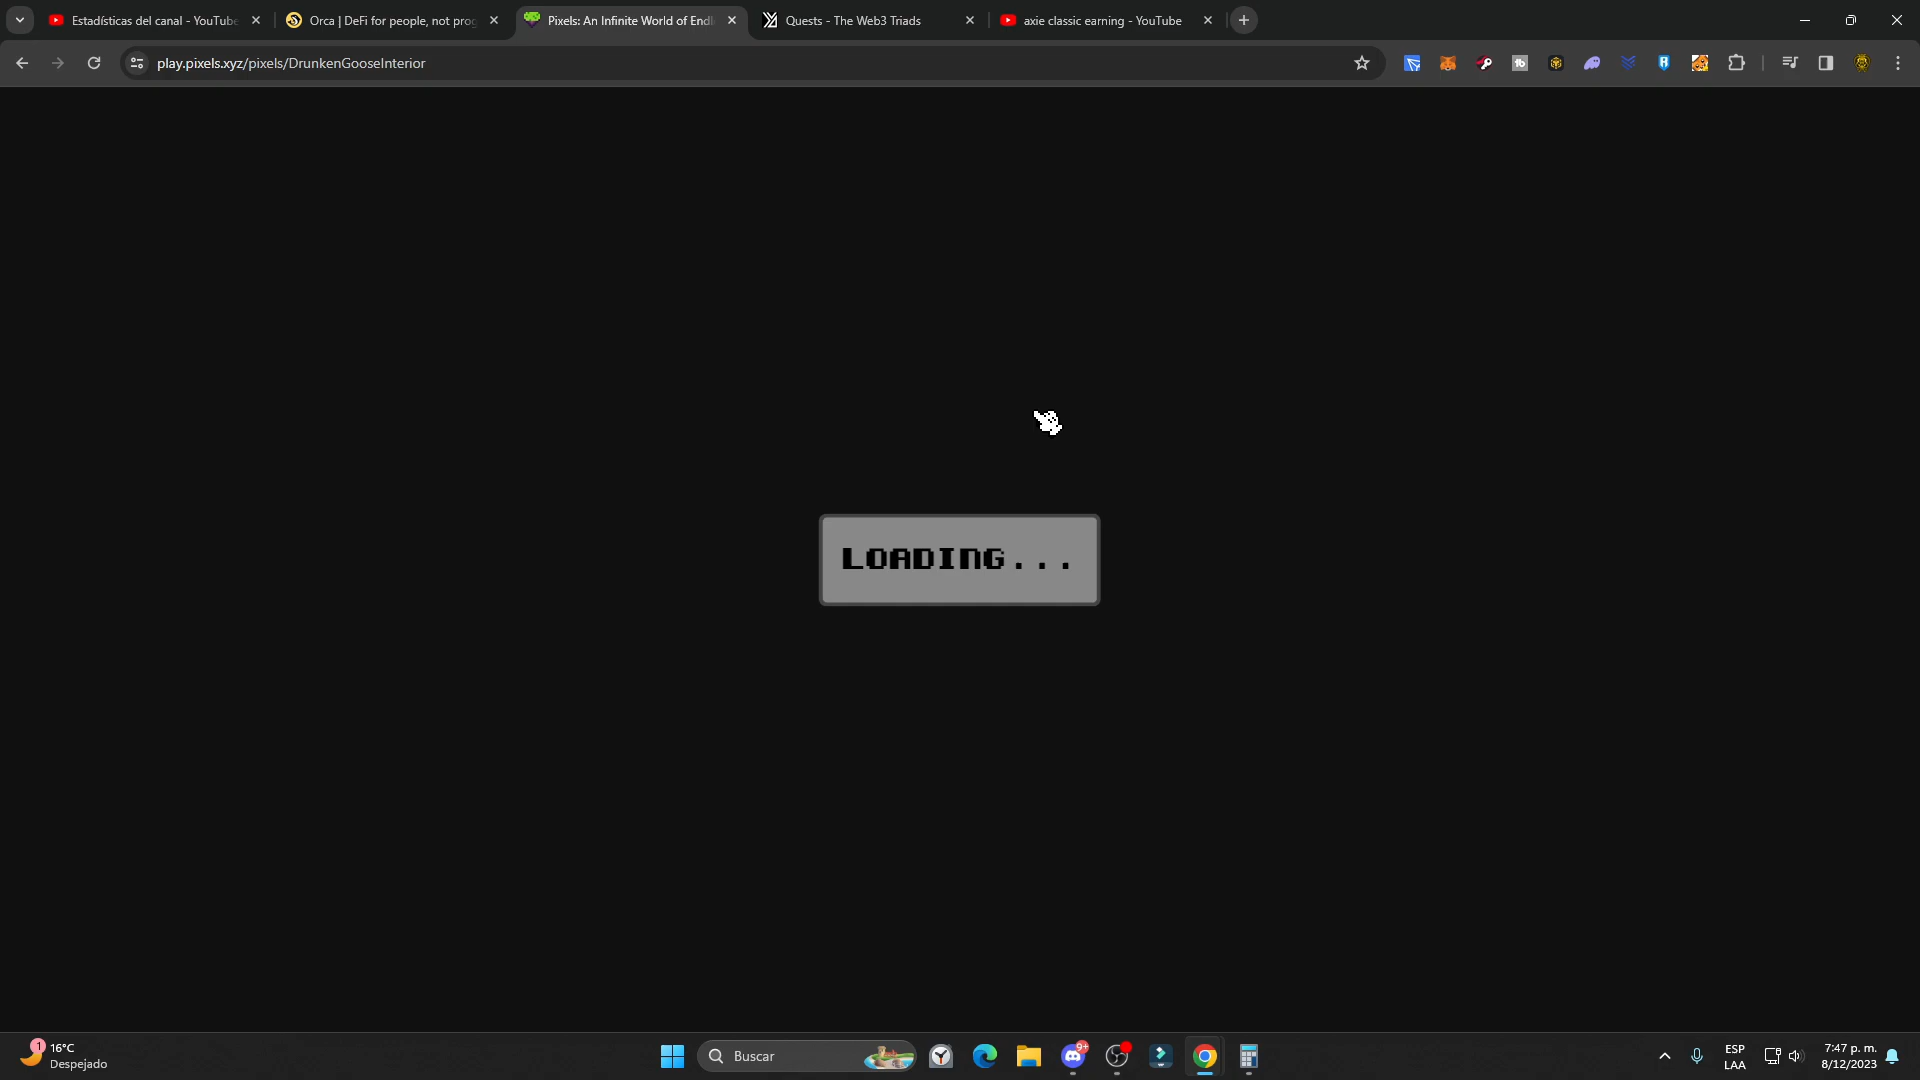 Estadísticas del canal - YouTube
Orca | DeFi for people, not prog
Pixels: An Infinite World of Endl
Quests - The Web3 Triads
axie classic earning - YouTube
play.pixels.xyz/pixels/DrunkenGooseInterior
LOADING...
1
16°C
Despejado
Buscar
9+
ESP
LAA
7:47 p. m.
8/12/2023